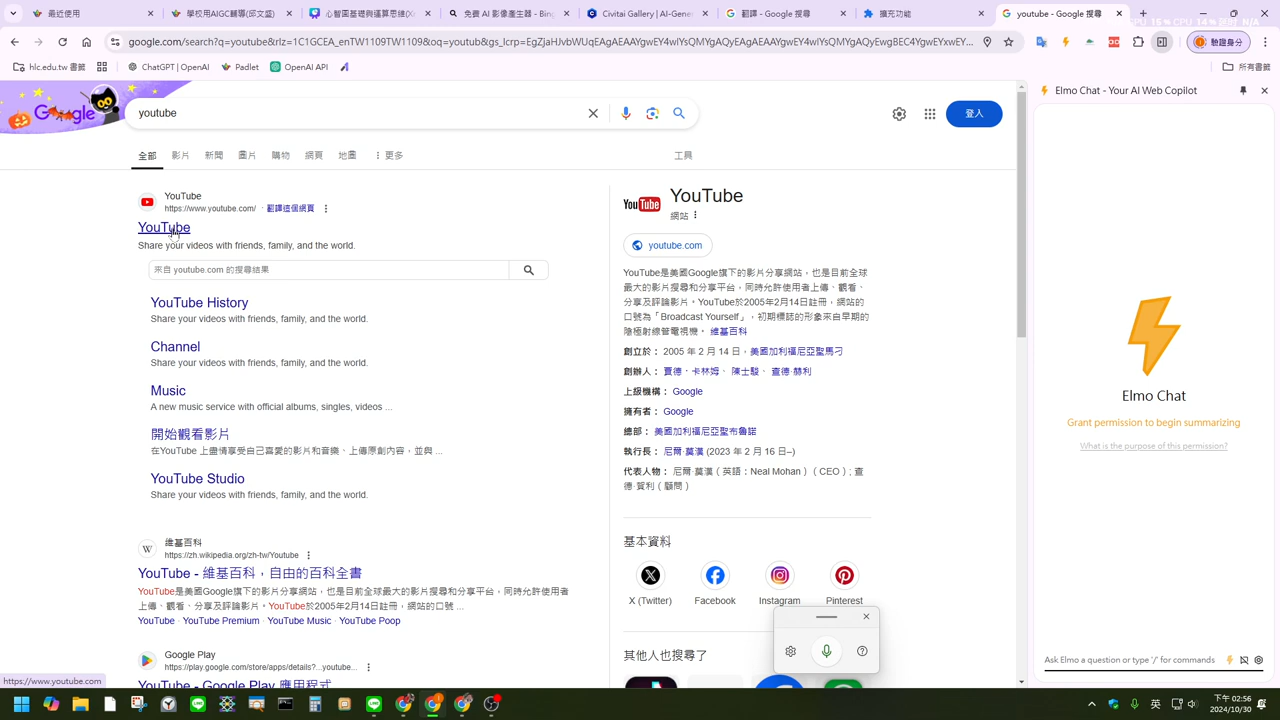 最近使用
學校用AIGC輔導(邱文盛)
心智圖基礎與運算思維(X
免費 AI 影像產生器 - Bing
Civitai Gallery | AI-Gener
翻譯 - Google 搜尋
擴充功能
youtube - Google 搜尋
CPU 14 %
N/A
google.com/search?q=youtube&rlz=1C1GCEA_enTW1109TW1109&oq=youtub&gs_lcrp=
驗證身分
hlc.edu.tw 書籤
ChatGPT | OpenAI
Padlet
OpenAI API
所有書籤
Google
youtube
登入
全部
影片
新聞
圖片
購物
網頁
地圖
更多
工具
YouTube
https://www.youtube.com/ · 翻譯這個網頁
YouTube
Share your videos with friends, family, and the world.
來自 youtube.com 的搜尋結果
YouTube History
Share your videos with friends, family, and the world.
Channel
Share your videos with friends, family, and the world.
Music
A new music service with official albums, singles, videos ...
開始觀看影片
在YouTube 上盡情享受自己喜愛的影片和音樂、上傳原創內容，並與 ...
YouTube Studio
Share your videos with friends, family, and the world.
維基百科
https://zh.wikipedia.org/zh-tw/Youtube
YouTube - 維基百科，自由的百科全書
YouTube是美國Google旗下的影片分享網站，也是目前全球最大的影片搜尋和分享平台，同時允許使用者
上傳、觀看、分享及評論影片。YouTube於2005年2月14日註冊，網站的口號 ...
YouTube · YouTube Premium · YouTube Music · YouTube Poop
Google Play
https://play.google.com/store/apps/details?...youtube...
YouTube - Google Play 應用程式
https://www.youtube.com
YouTube
YouTube
網站
youtube.com
YouTube是美國Google旗下的影片分享網站，也是目前全球
最大的影片搜尋和分享平台，同時允許使用者上傳、觀看、
分享及評論影片。YouTube於2005年2月14日註冊，網站的
口號為「Broadcast Yourself」，初期標誌的形象來自早期的
陰極射線管電視機。 維基百科
創立於： 2005 年 2 月 14 日，美國加利福尼亞聖馬刁
創辦人： 賈德·卡林姆、 陳士駿、 查德·赫利
上級機構： Google
擁有者： Google
總部： 美國加利福尼亞聖布魯諾
執行長： 尼爾·莫漢 (2023 年 2 月 16 日–)
代表人物： 尼爾·莫漢（英語：Neal Mohan）（CEO）; 查
德·賀利（顧問）
基本資料
X (Twitter)
Facebook
Instagram
Pinterest
其他人也搜尋了
Elmo Chat - Your AI Web Copilot
Elmo Chat
Grant permission to begin summarizing
What is the purpose of this permission?
Ask Elmo a question or type '/' for commands
上午 02:56
2024/10/30